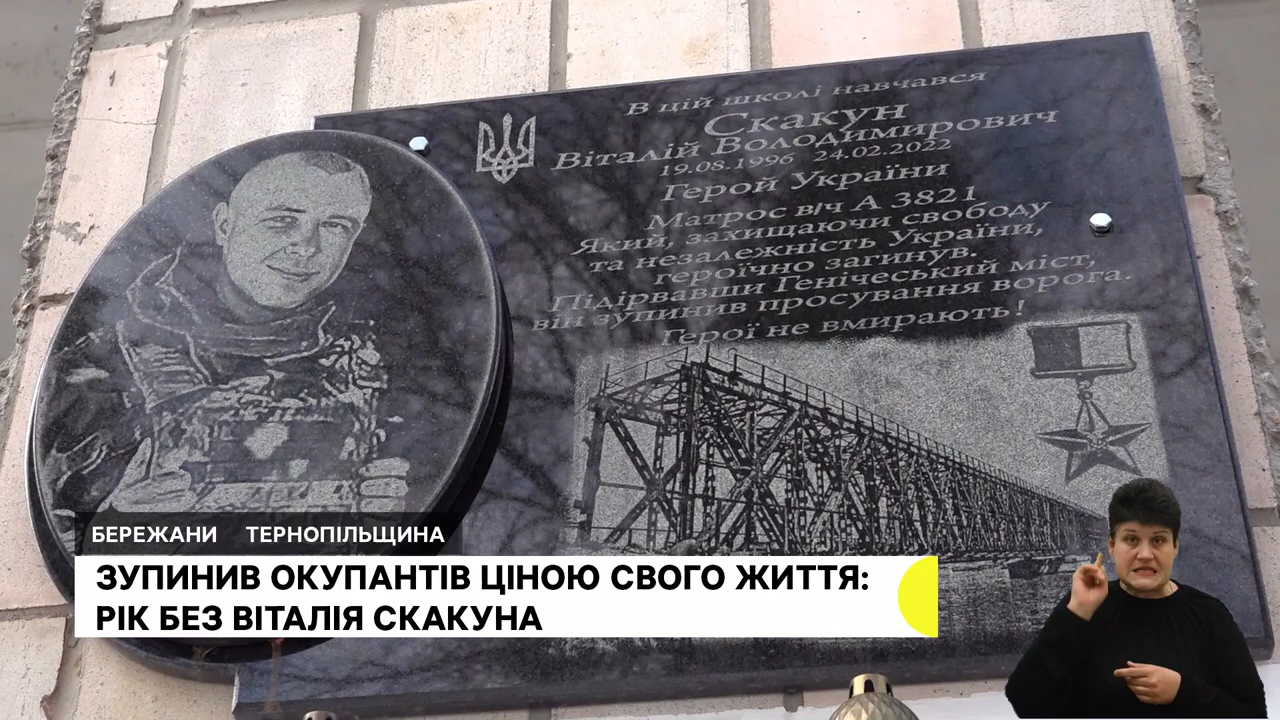 В цій школі навчався
Скакун
Віталій Володимирович
19.08.1996 24.02.2022
Герой України
Матрос в/ч А 3821
Який, захищаючи свободу
та незалежність України,
героїчно загинув.
Підірвавши Генічеський міст,
він зупинив просування ворога.
Герої не вмирають!
БЕРЕЖАНИ ТЕРНОПІЛЬЩИНА
ЗУПИНИВ ОКУПАНТІВ ЦІНОЮ СВОГО ЖИТТЯ:
РІК БЕЗ ВІТАЛІЯ СКАКУНА